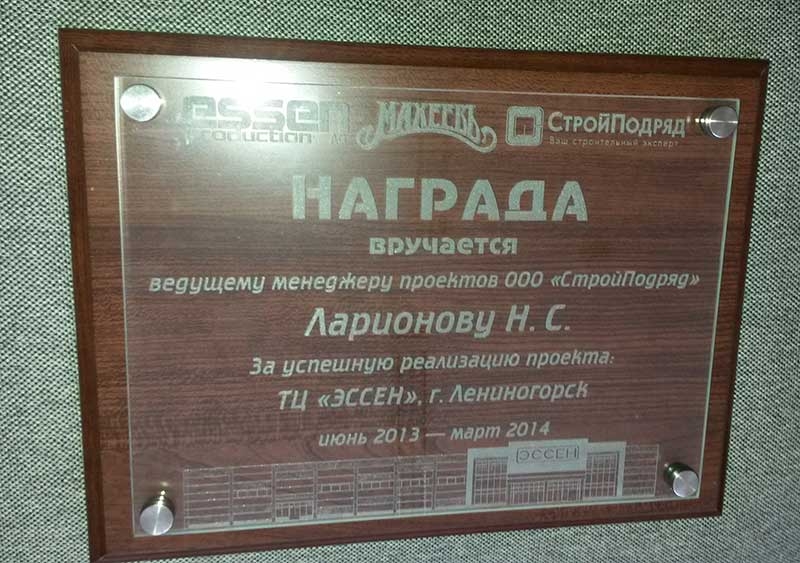 essen
production АГ
МАХЕЕВЪ
СтройПодряд
Ваш строительный эксперт
НАГРАДА
вручается
ведущему менеджеру проектов ООО «СтройПодряд»
Ларионову Н. С.
За успешную реализацию проекта:
ТЦ «ЭССЕН», г. Лениногорск
июнь 2013 — март 2014
ЭССЕН